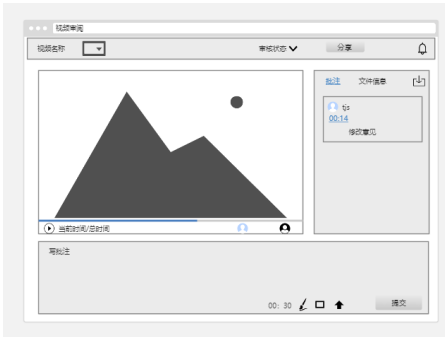 视频审阅
视频名称 审核状态 分享
批注 文件信息
tjs
00:14
修改意见
当前时间/总时间
写批注
00: 30 提交